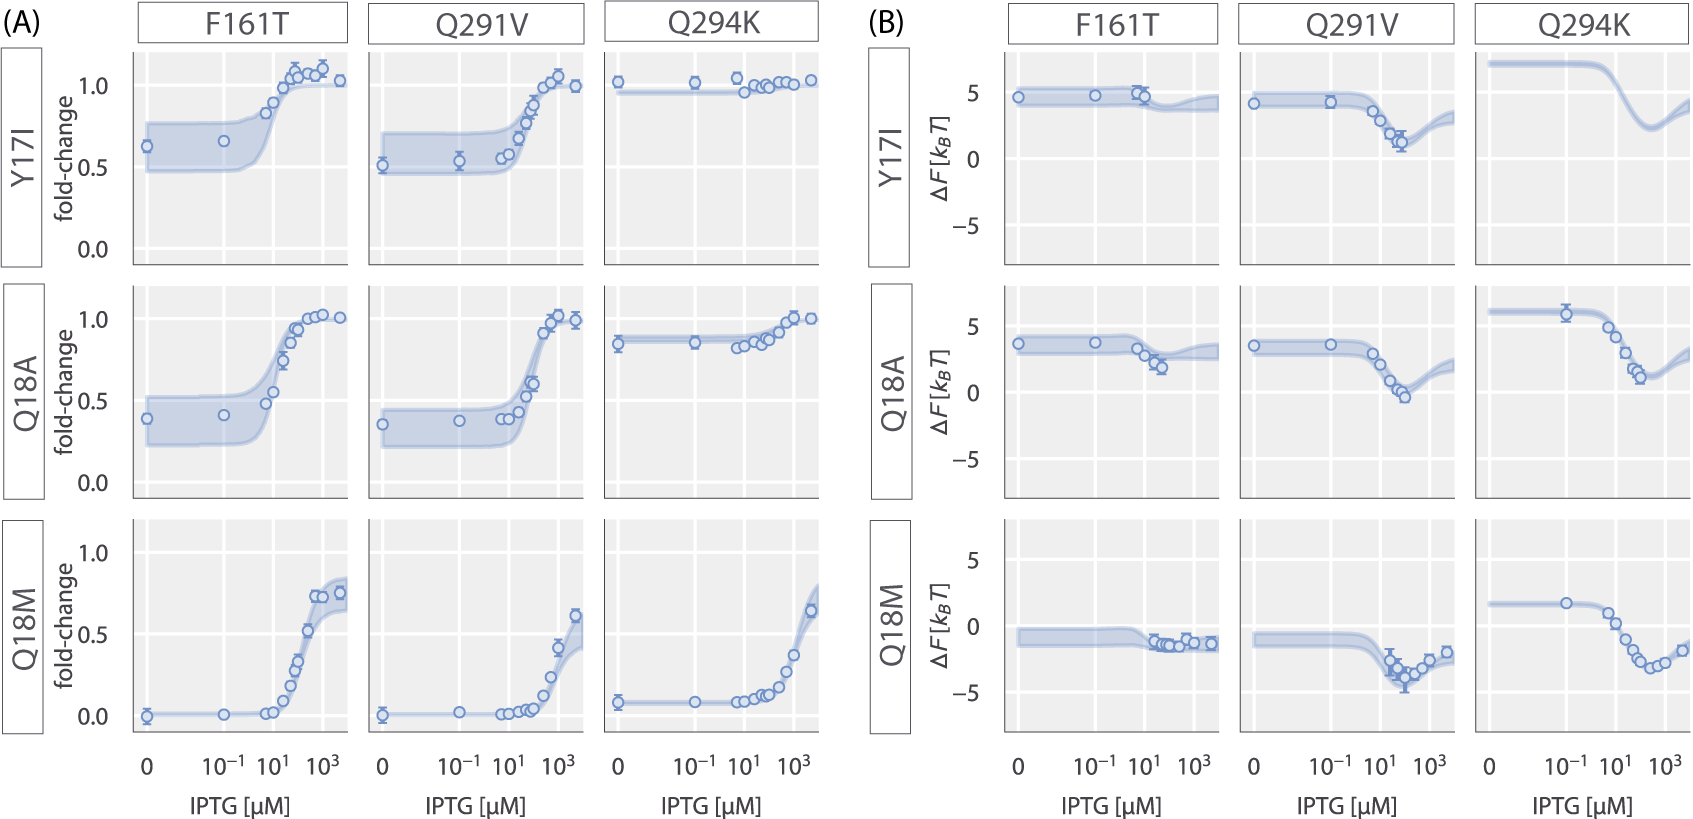 (A)
F161T
Q291V
Q294K
Y17I
fold-change
1.0
0.5
0.0
Q18A
fold-change
1.0
0.5
0.0
Q18M
fold-change
1.0
0.5
0.0
0 10⁻¹ 10¹ 10³
0 10⁻¹ 10¹ 10³
0 10⁻¹ 10¹ 10³
IPTG [µM]
IPTG [µM]
IPTG [µM]
(B)
F161T
Q291V
Q294K
Y17I
ΔF [k_B T]
5
0
−5
Q18A
ΔF [k_B T]
5
0
−5
Q18M
ΔF [k_B T]
5
0
−5
0 10⁻¹ 10¹ 10³
0 10⁻¹ 10¹ 10³
0 10⁻¹ 10¹ 10³
IPTG [µM]
IPTG [µM]
IPTG [µM]